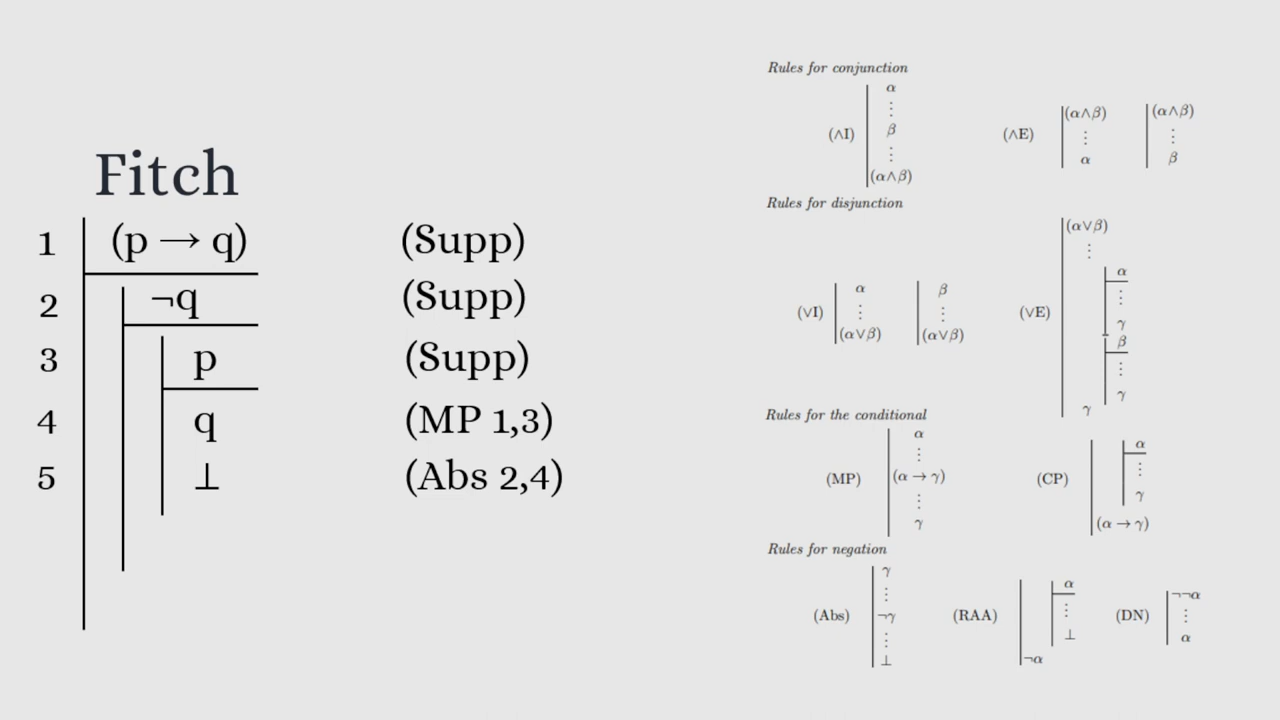 Fitch
1 (p → q) (Supp)
2 ¬q (Supp)
3 p (Supp)
4 q (MP 1,3)
5 ⊥ (Abs 2,4)
Rules for conjunction
α
⋮
(∧I) β
⋮
(α∧β)
(∧E) (α∧β)
⋮
α
(α∧β)
⋮
β
Rules for disjunction
(∨I) α
⋮
(α∨β)
β
⋮
(α∨β)
(∨E) (α∨β)
⋮
α
⋮
γ
β
⋮
γ
γ
Rules for the conditional
(MP) α
⋮
(α → γ)
⋮
γ
(CP) α
⋮
γ
(α → γ)
Rules for negation
(Abs) γ
⋮
¬γ
⋮
⊥
(RAA) α
⋮
⊥
¬α
(DN) ¬¬α
⋮
α